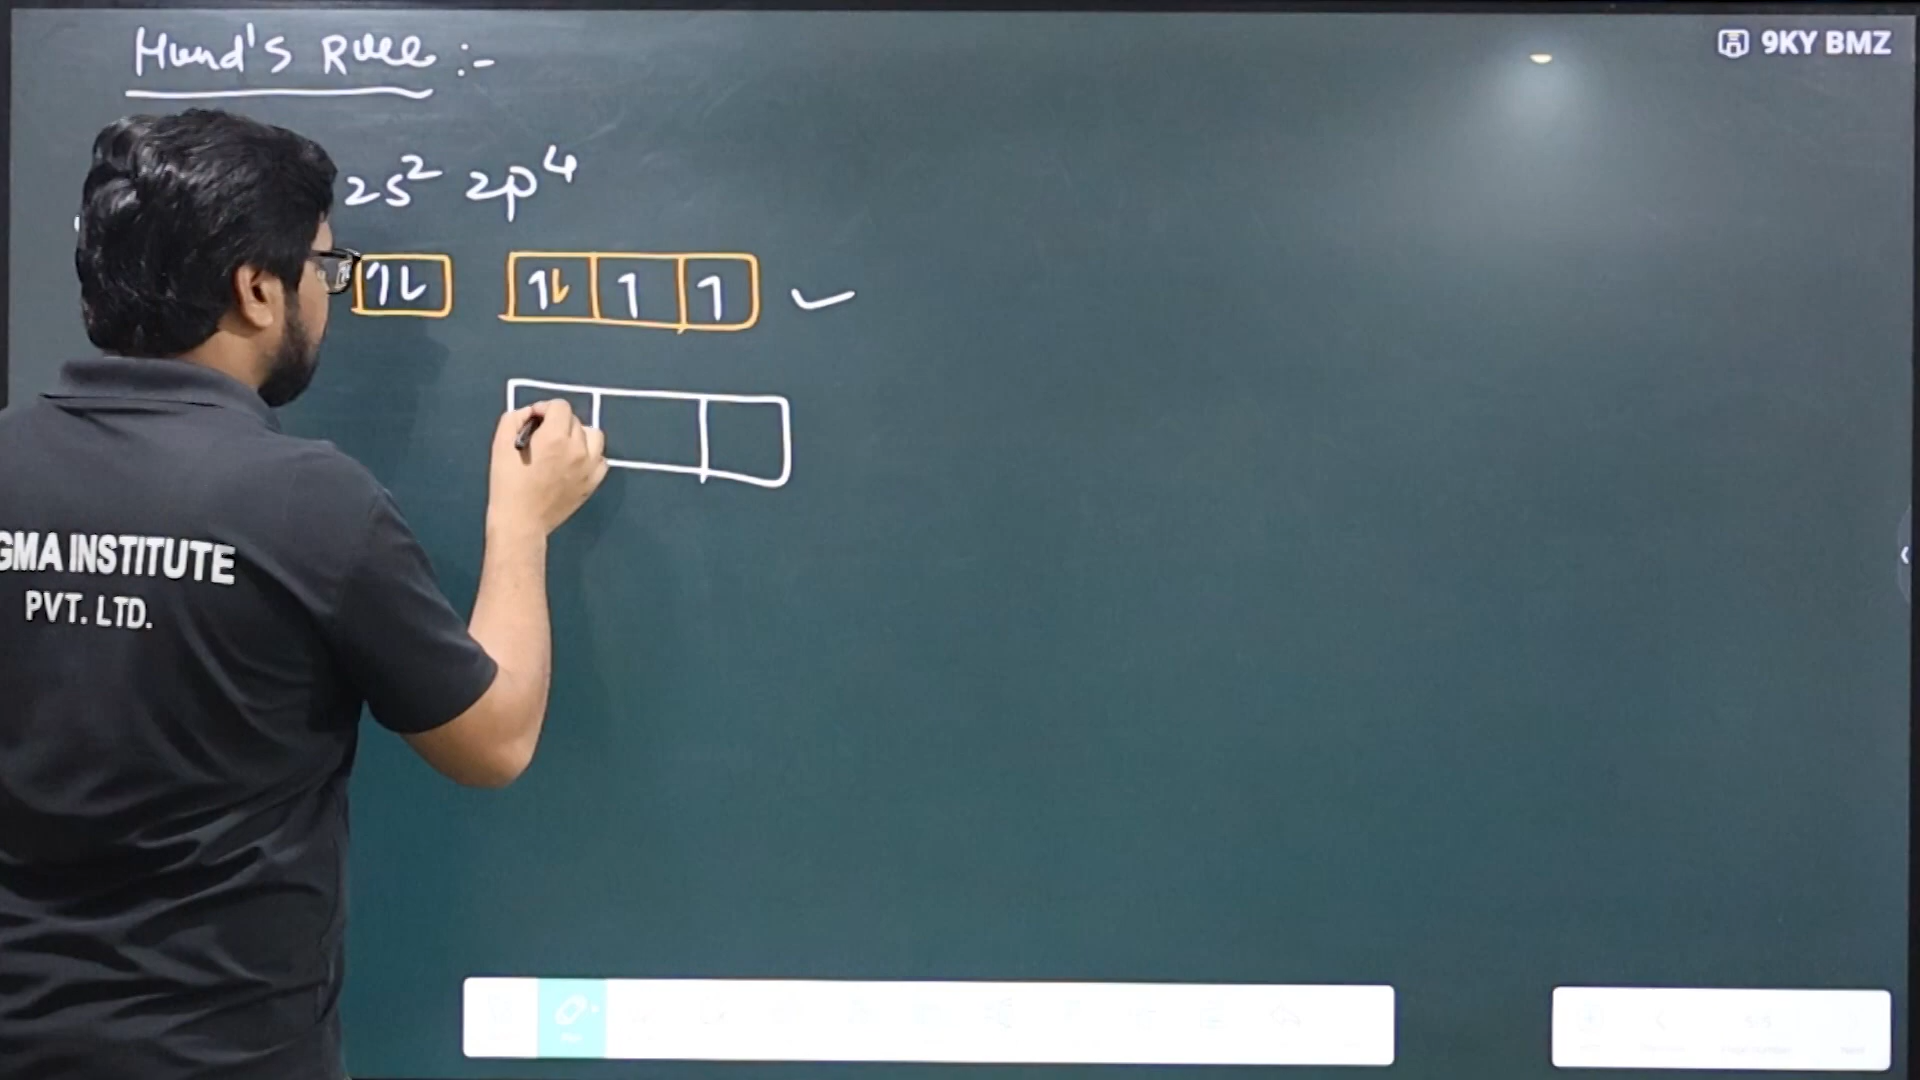 9KY BMZ
Hund's Rule :-
2s² 2p⁴
1L 1L 1 1 ✓
GMA INSTITUTE
PVT. LTD.